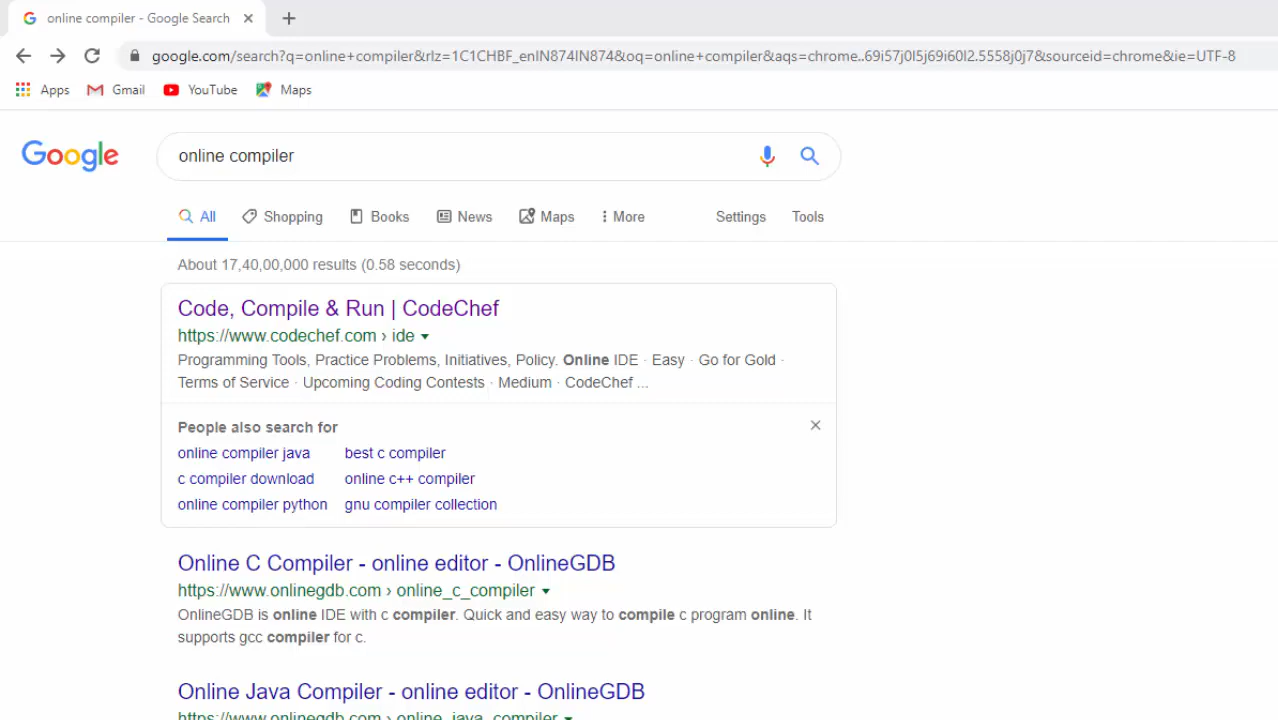 online compiler - Google Search
google.com/search?q=online+compiler&rlz=1C1CHBF_enIN874IN874&oq=online+compiler&aqs=chrome..69i57j0l5j69i60l2.5558j0j7&sourceid=chrome&ie=UTF-8
Apps Gmail YouTube Maps
Google online compiler
All Shopping Books News Maps More Settings Tools
About 17,40,00,000 results (0.58 seconds)
Code, Compile & Run | CodeChef
https://www.codechef.com › ide
Programming Tools, Practice Problems, Initiatives, Policy. Online IDE · Easy · Go for Gold ·
Terms of Service · Upcoming Coding Contests · Medium · CodeChef ...
People also search for
online compiler java best c compiler
c compiler download online c++ compiler
online compiler python gnu compiler collection
Online C Compiler - online editor - OnlineGDB
https://www.onlinegdb.com › online_c_compiler
OnlineGDB is online IDE with c compiler. Quick and easy way to compile c program online. It
supports gcc compiler for c.
Online Java Compiler - online editor - OnlineGDB
https://www.onlinegdb.com › online_java_compiler